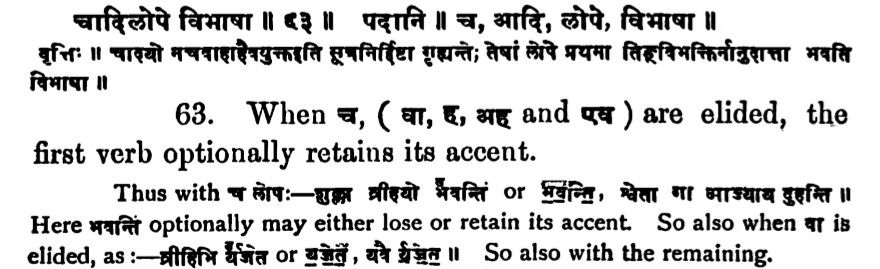 चादिलोपे विभाषा ॥ ६३ ॥ पदानि ॥ च, आदि, लोपे, विभाषा ॥
वृत्तिः ॥ चादयो नचवाहाहैवयुक्तइति सूत्रनिर्दिष्टा गृह्यन्ते; तेषां लोपे प्रथमा तिङ्विभक्तिर्नानुदात्ता भवति
विभाषा ॥
63. When च, ( वा, ह, अह and एव ) are elided, the
first verb optionally retains its accent.
Thus with च लोपः:—शुक्ला व्रीहयो भवन्ति or भवन्ति, श्वेता गा आज्याय दुहन्ति ॥
Here भवन्ति optionally may either lose or retain its accent. So also when वा is
elided, as :—व्रीहिभि र्यजेत or यजेत, यवै र्यजेत ॥ So also with the remaining.